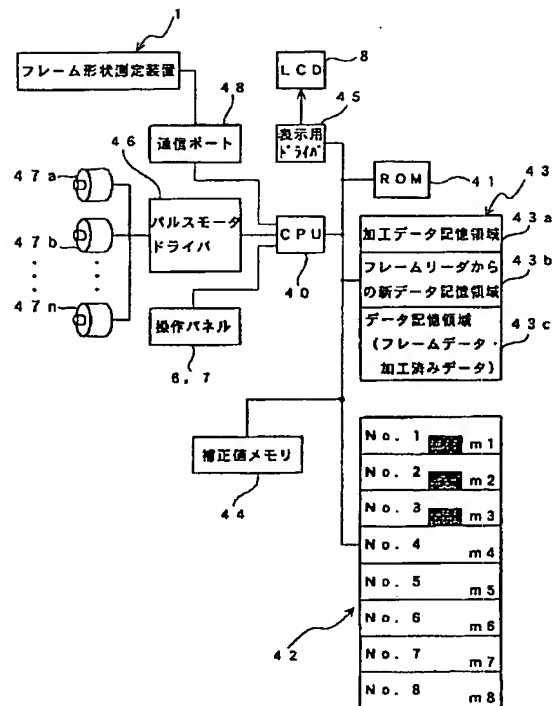 1
フレーム形状測定装置
8
LCD
48
45
46
通信ポート
表示用
ドライバ
47a
ROM
41
43
パルスモータ
ドライバ
CPU
43a
加工データ記憶領域
47b
40
43b
フレームリーダから
の新データ記憶領域
47n
操作パネル
データ記憶領域
(フレームデータ・
加工済みデータ)
43c
6,7
補正値メモリ
44
No.1 m1
No.2 m2
No.3 m3
No.4 m4
No.5 m5
No.6 m6
42
No.7 m7
No.8 m8